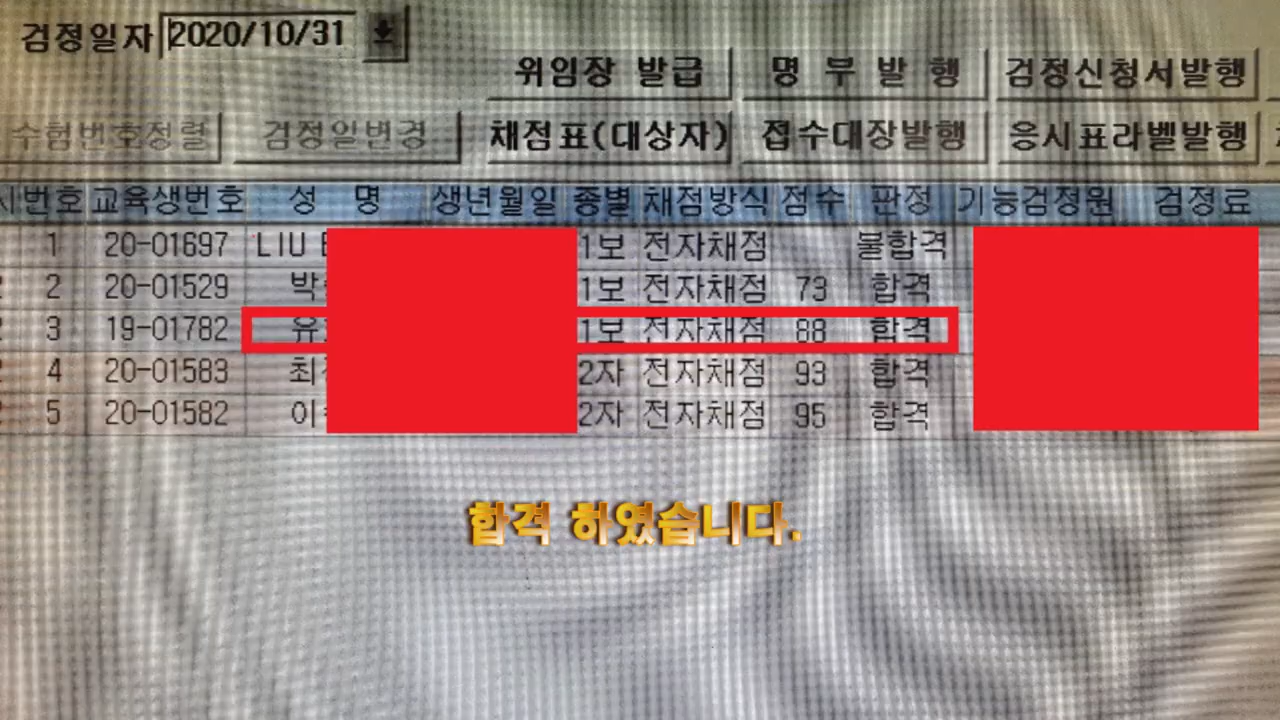 검정일자 2020/10/31
위임장 발급 명 부 발 행 검정신청서발행
수험번호정렬 검정일변경 채점표(대상자) 접수대장발행 응시표라벨발행
시번호 교육생번호 성 명 생년월일 종별 채점방식 점수 판정 기능검정원 검정료
1 20-01697 LIU 1보 전자채점 불합격
2 20-01529 박 1보 전자채점 73 합격
3 19-01782 유 1보 전자채점 88 합격
4 20-01583 최 2자 전자채점 93 합격
5 20-01582 이 2자 전자채점 95 합격
합격 하였습니다.